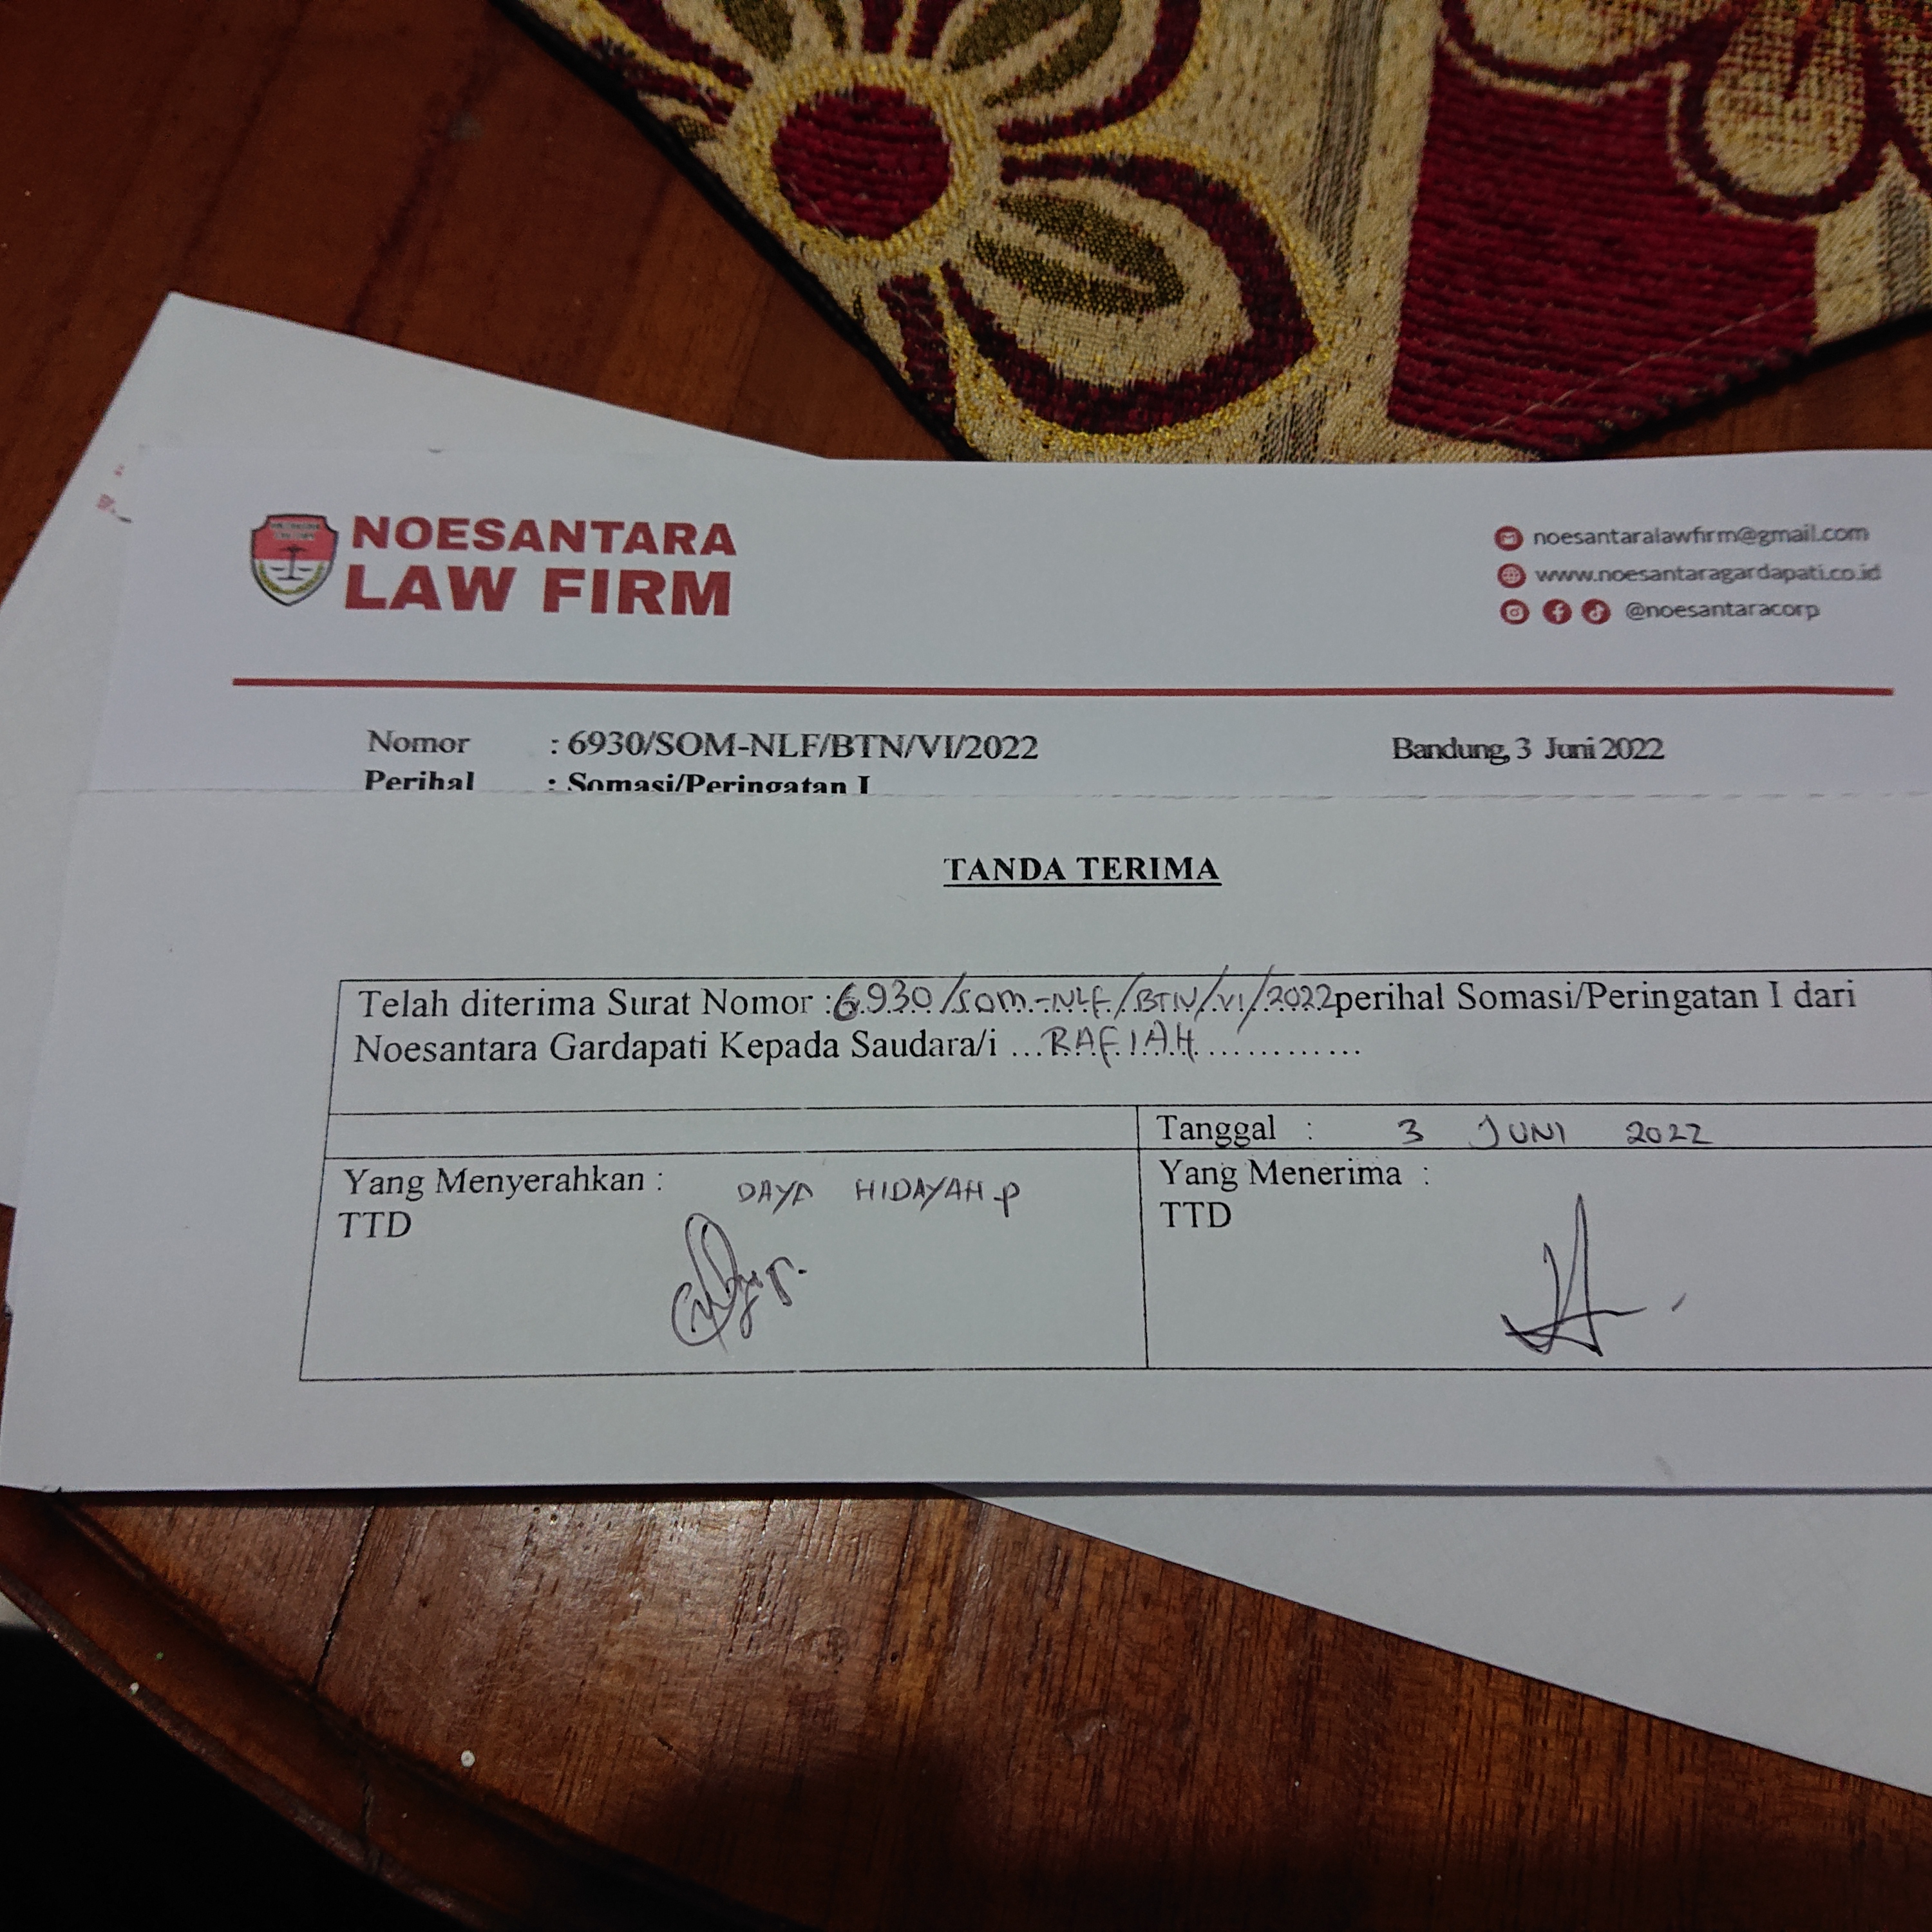 NOESANTARA
LAW FIRM
noesantaralawfirm@gmail.com
www.noesantaragardapati.co.id
@noesantaracorp
Nomor : 6930/SOM-NLF/BTN/VI/2022 Bandung, 3 Juni 2022
Perihal : Somasi/Peringatan I
TANDA TERIMA
Telah diterima Surat Nomor : 6930/SOM-NLF/BTN/VI/2022 perihal Somasi/Peringatan I dari
Noesantara Gardapati Kepada Saudara/i ...RAFIAH.............
Tanggal : 3 JUNI 2022
Yang Menyerahkan : DAYA HIDAYAH P
TTD
Yang Menerima :
TTD